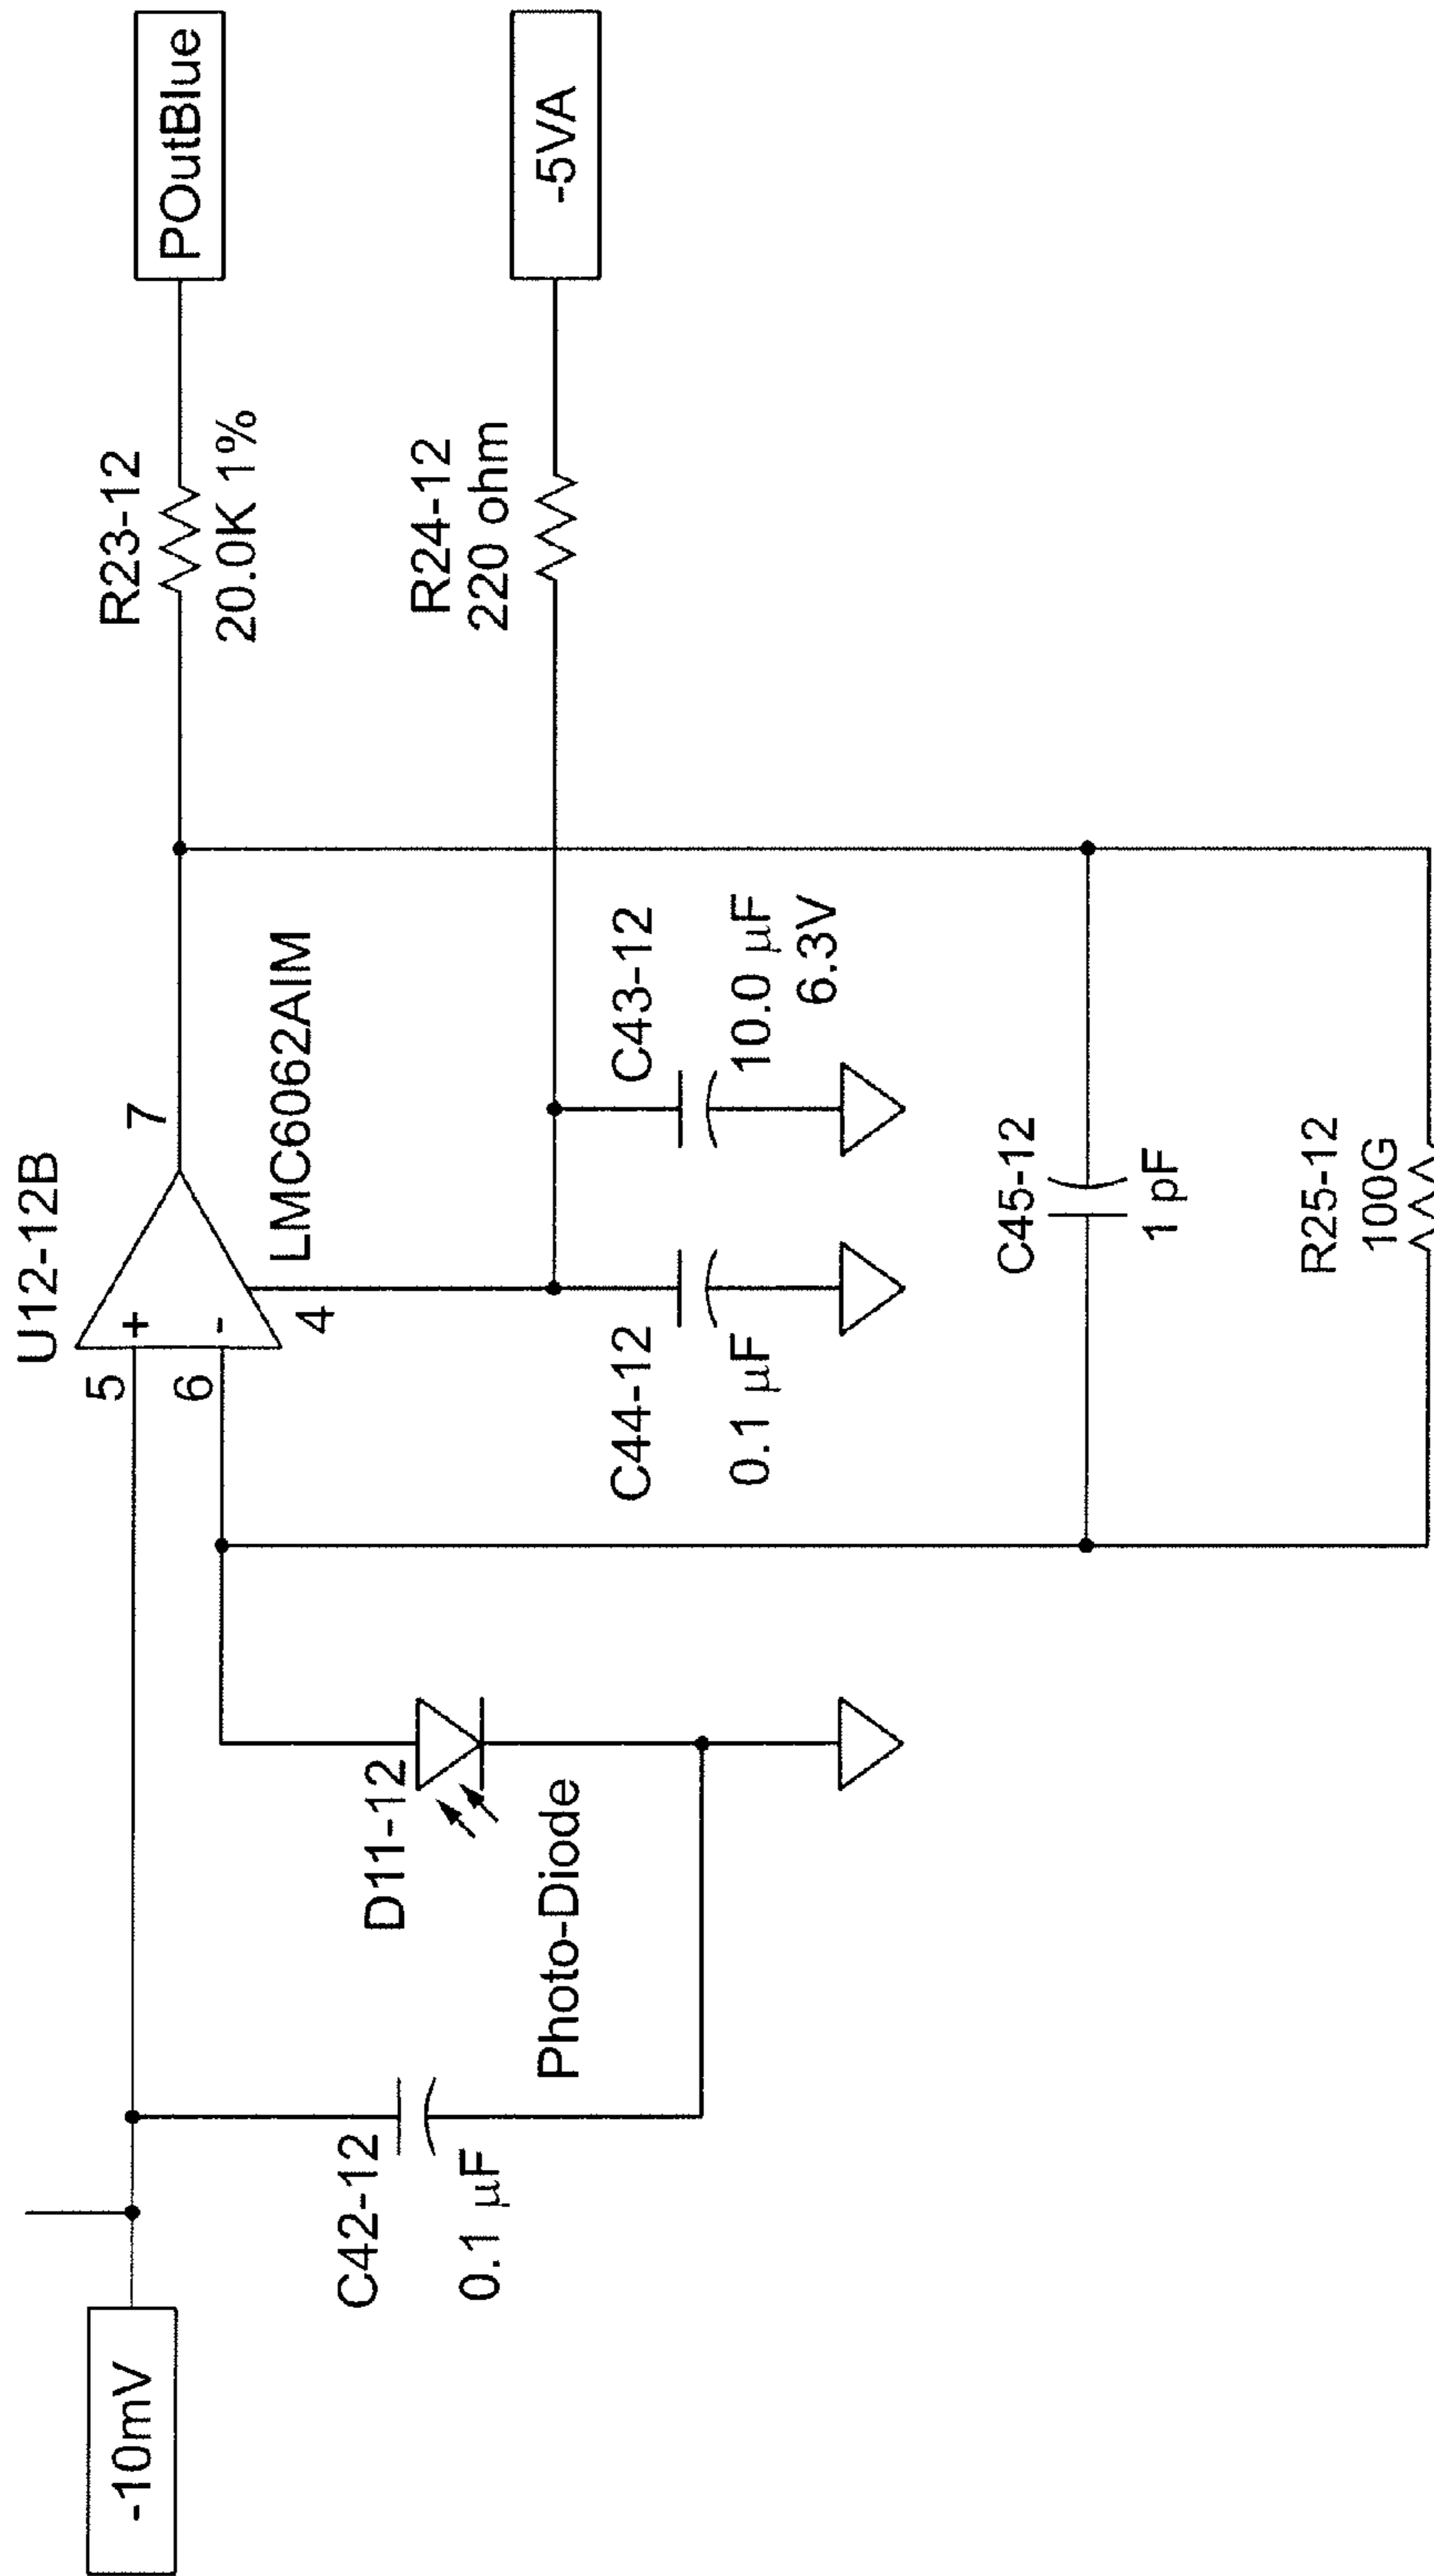 U12-12B
-10mV
5
+
6
-
7
4
LMC6062AIM
R23-12
20.0K 1%
POutBlue
R24-12
220 ohm
-5VA
C42-12
0.1 µF
D11-12
Photo-Diode
C44-12
0.1 µF
C43-12
10.0 µF
6.3V
C45-12
1 pF
R25-12
100G